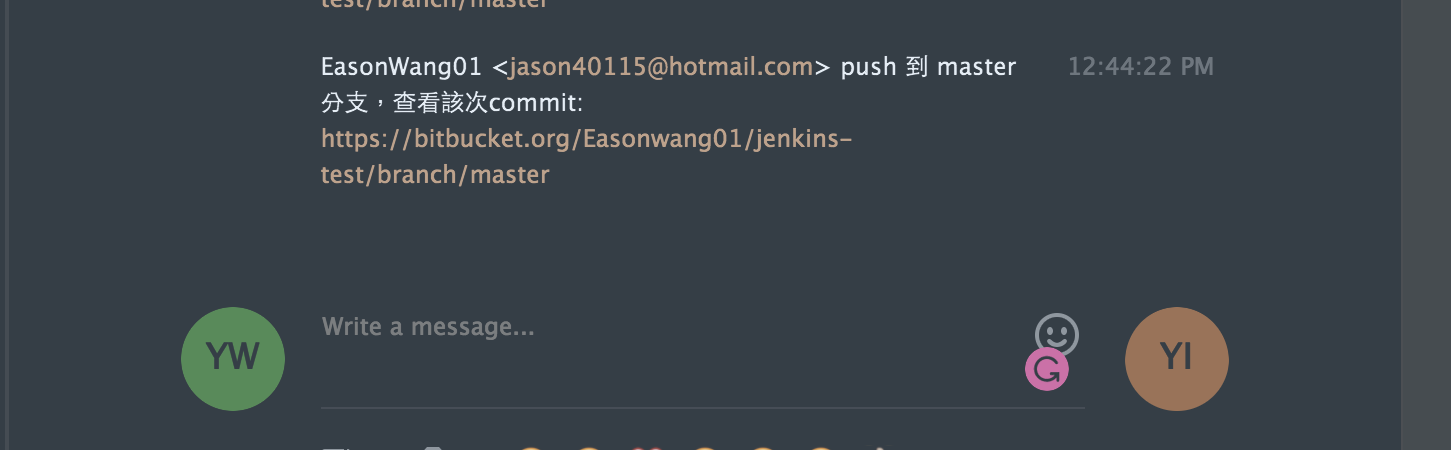 test/branch/master
EasonWang01 <jason40115@hotmail.com> push 到 master 12:44:22 PM
分支，查看該次commit:
https://bitbucket.org/Easonwang01/jenkins-
test/branch/master
Write a message...
YW
YI